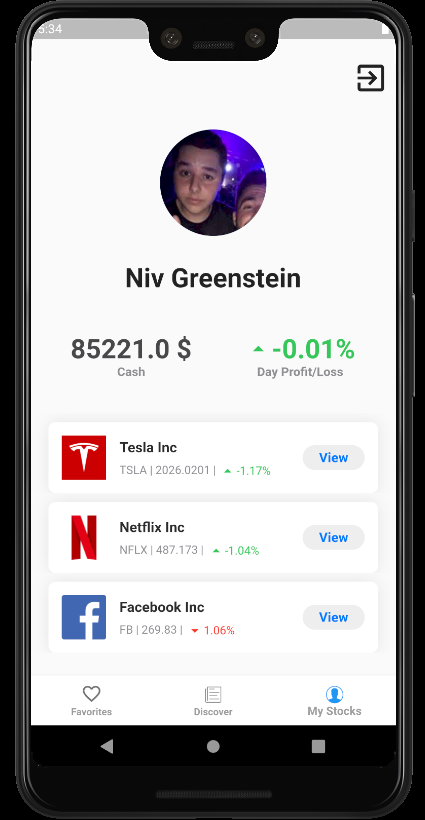 5:34
Niv Greenstein
85221.0 $
-0.01%
Cash
Day Profit/Loss
Tesla Inc
TSLA | 2026.0201 | -1.17%
View
Netflix Inc
NFLX | 487.173 | -1.04%
View
Facebook Inc
FB | 269.83 | 1.06%
View
Favorites
Discover
My Stocks